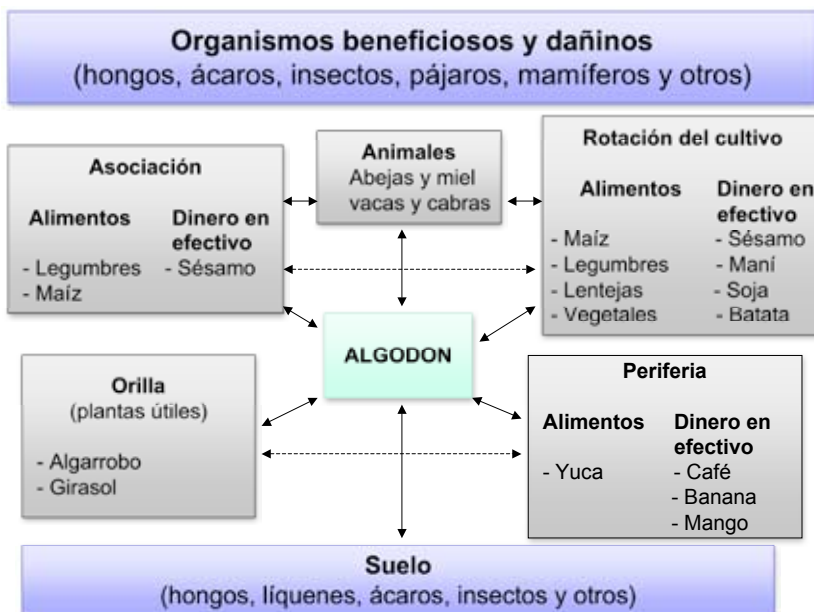 Organismos beneficiosos y dañinos
(hongos, ácaros, insectos, pájaros, mamíferos y otros)
Asociación
Alimentos
- Legumbres
- Maíz
Dinero en
efectivo
- Sésamo
Animales
Abejas y miel
vacas y cabras
Rotación del cultivo
Alimentos
- Maíz
- Legumbres
- Lentejas
- Vegetales
Dinero en
efectivo
- Sésamo
- Maní
- Soja
- Batata
ALGODON
Orilla
(plantas útiles)
- Algarrobo
- Girasol
Periferia
Alimentos
- Yuca
Dinero en
efectivo
- Café
- Banana
- Mango
Suelo
(hongos, líquenes, ácaros, insectos y otros)